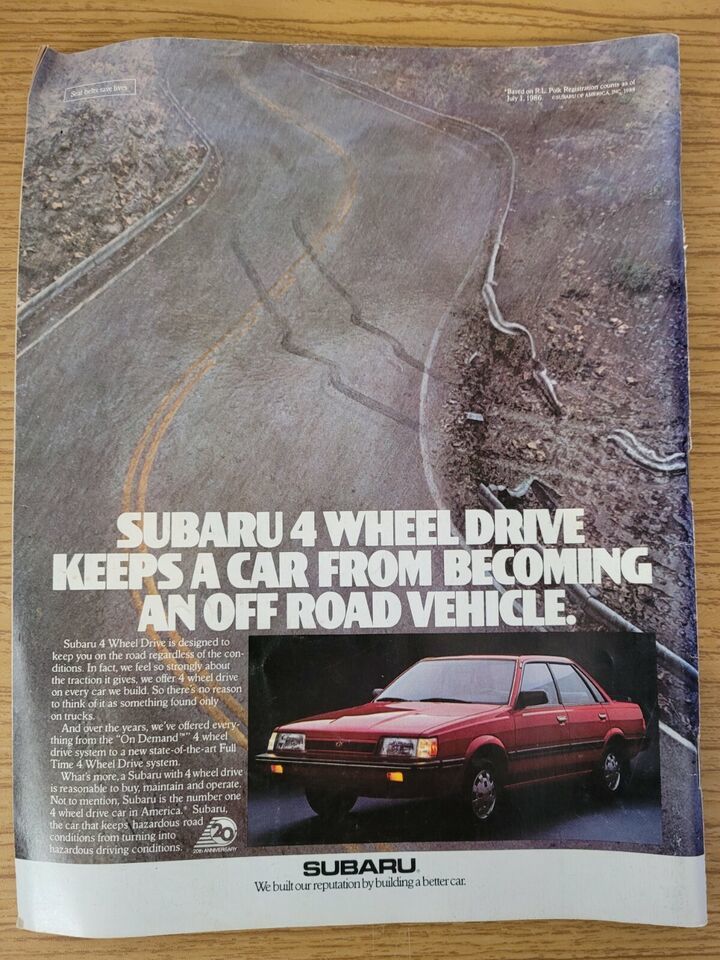 Seat belts save lives.
*Based on R.L. Polk Registration counts as of
July 1, 1986. ©SUBARU OF AMERICA, INC. 1988
SUBARU 4 WHEEL DRIVE
KEEPS A CAR FROM BECOMING
AN OFF ROAD VEHICLE.
Subaru 4 Wheel Drive is designed to
keep you on the road regardless of the con-
ditions. In fact, we feel so strongly about
the traction it gives, we offer 4 wheel drive
on every car we build. So there's no reason
to think of it as something found only
on trucks.
And over the years, we've offered every-
thing from the "On Demand™" 4 wheel
drive system to a new state-of-the-art Full
Time 4 Wheel Drive system.
What's more, a Subaru with 4 wheel drive
is reasonable to buy, maintain and operate.
Not to mention, Subaru is the number one
4 wheel drive car in America.* Subaru,
the car that keeps hazardous road
conditions from turning into
hazardous driving conditions.
20
20th ANNIVERSARY
SUBARU®
We built our reputation by building a better car.